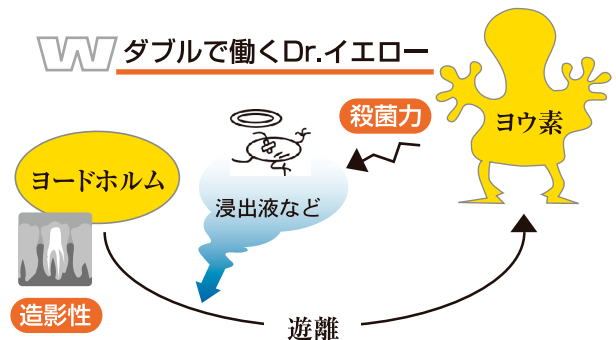 W ダブルで働くDr.イエロー
ヨウ素
殺菌力
ヨードホルム
浸出液など
造影性
遊離